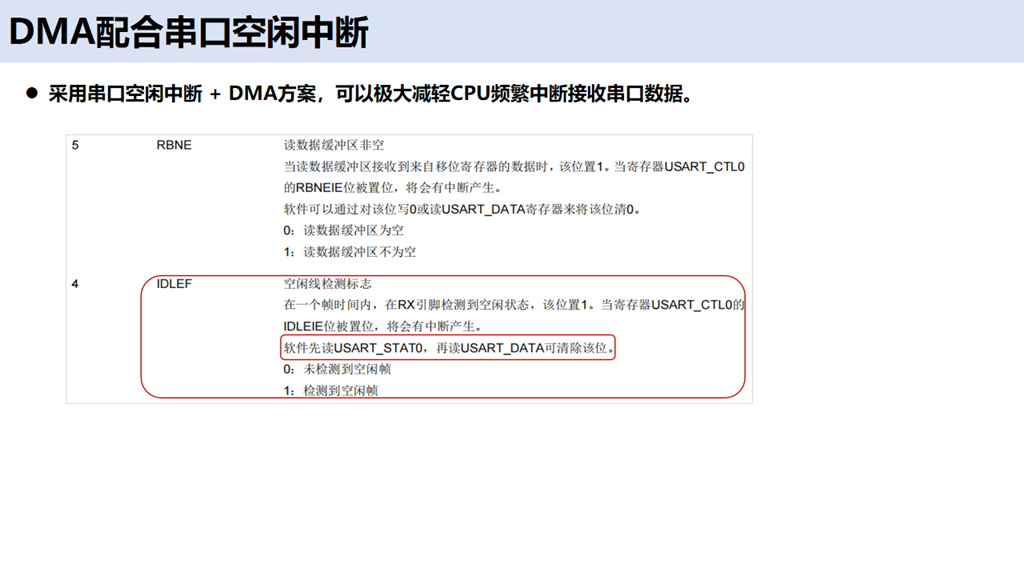 DMA配合串口空闲中断
● 采用串口空闲中断 + DMA方案，可以极大减轻CPU频繁中断接收串口数据。
5 RBNE 读数据缓冲区非空
当读数据缓冲区接收到来自移位寄存器的数据时，该位置1。当寄存器USART_CTL0
的RBNEIE位被置位，将会有中断产生。
软件可以通过对该位写0或读USART_DATA寄存器来将该位清0。
0：读数据缓冲区为空
1：读数据缓冲区不为空
4 IDLEF 空闲线检测标志
在一个帧时间内，在RX引脚检测到空闲状态，该位置1。当寄存器USART_CTL0的
IDLEIE位被置位，将会有中断产生。
软件先读USART_STAT0，再读USART_DATA可清除该位。
0：未检测到空闲帧
1：检测到空闲帧